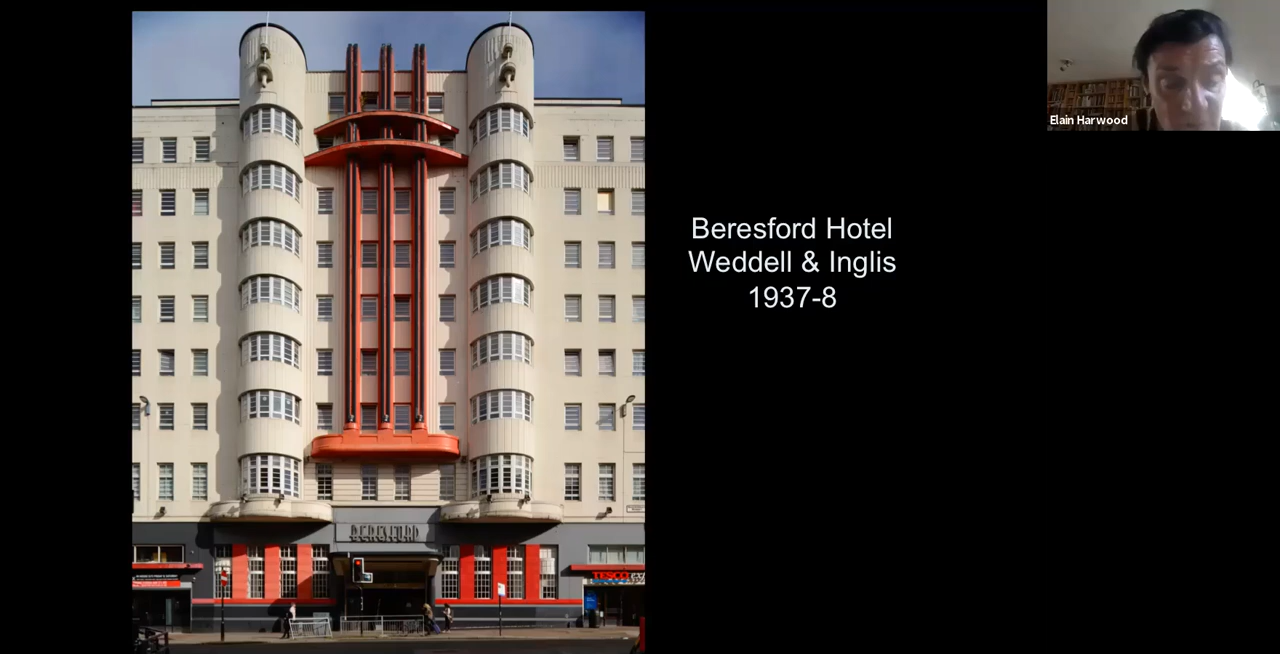 Elain Harwood
Beresford Hotel
Weddell & Inglis
1937-8
BERESFORD
TESCO